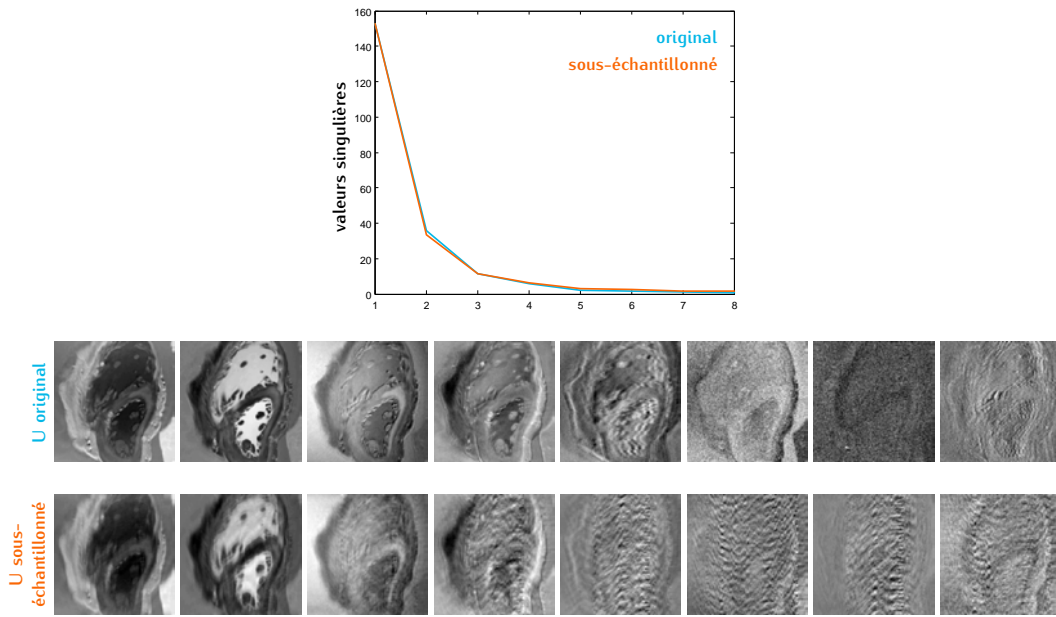 160
140
120
100
80
60
40
20
0
valeurs singulières
original
sous-échantillonné
1 2 3 4 5 6 7 8
U original
U sous-
échantillonné